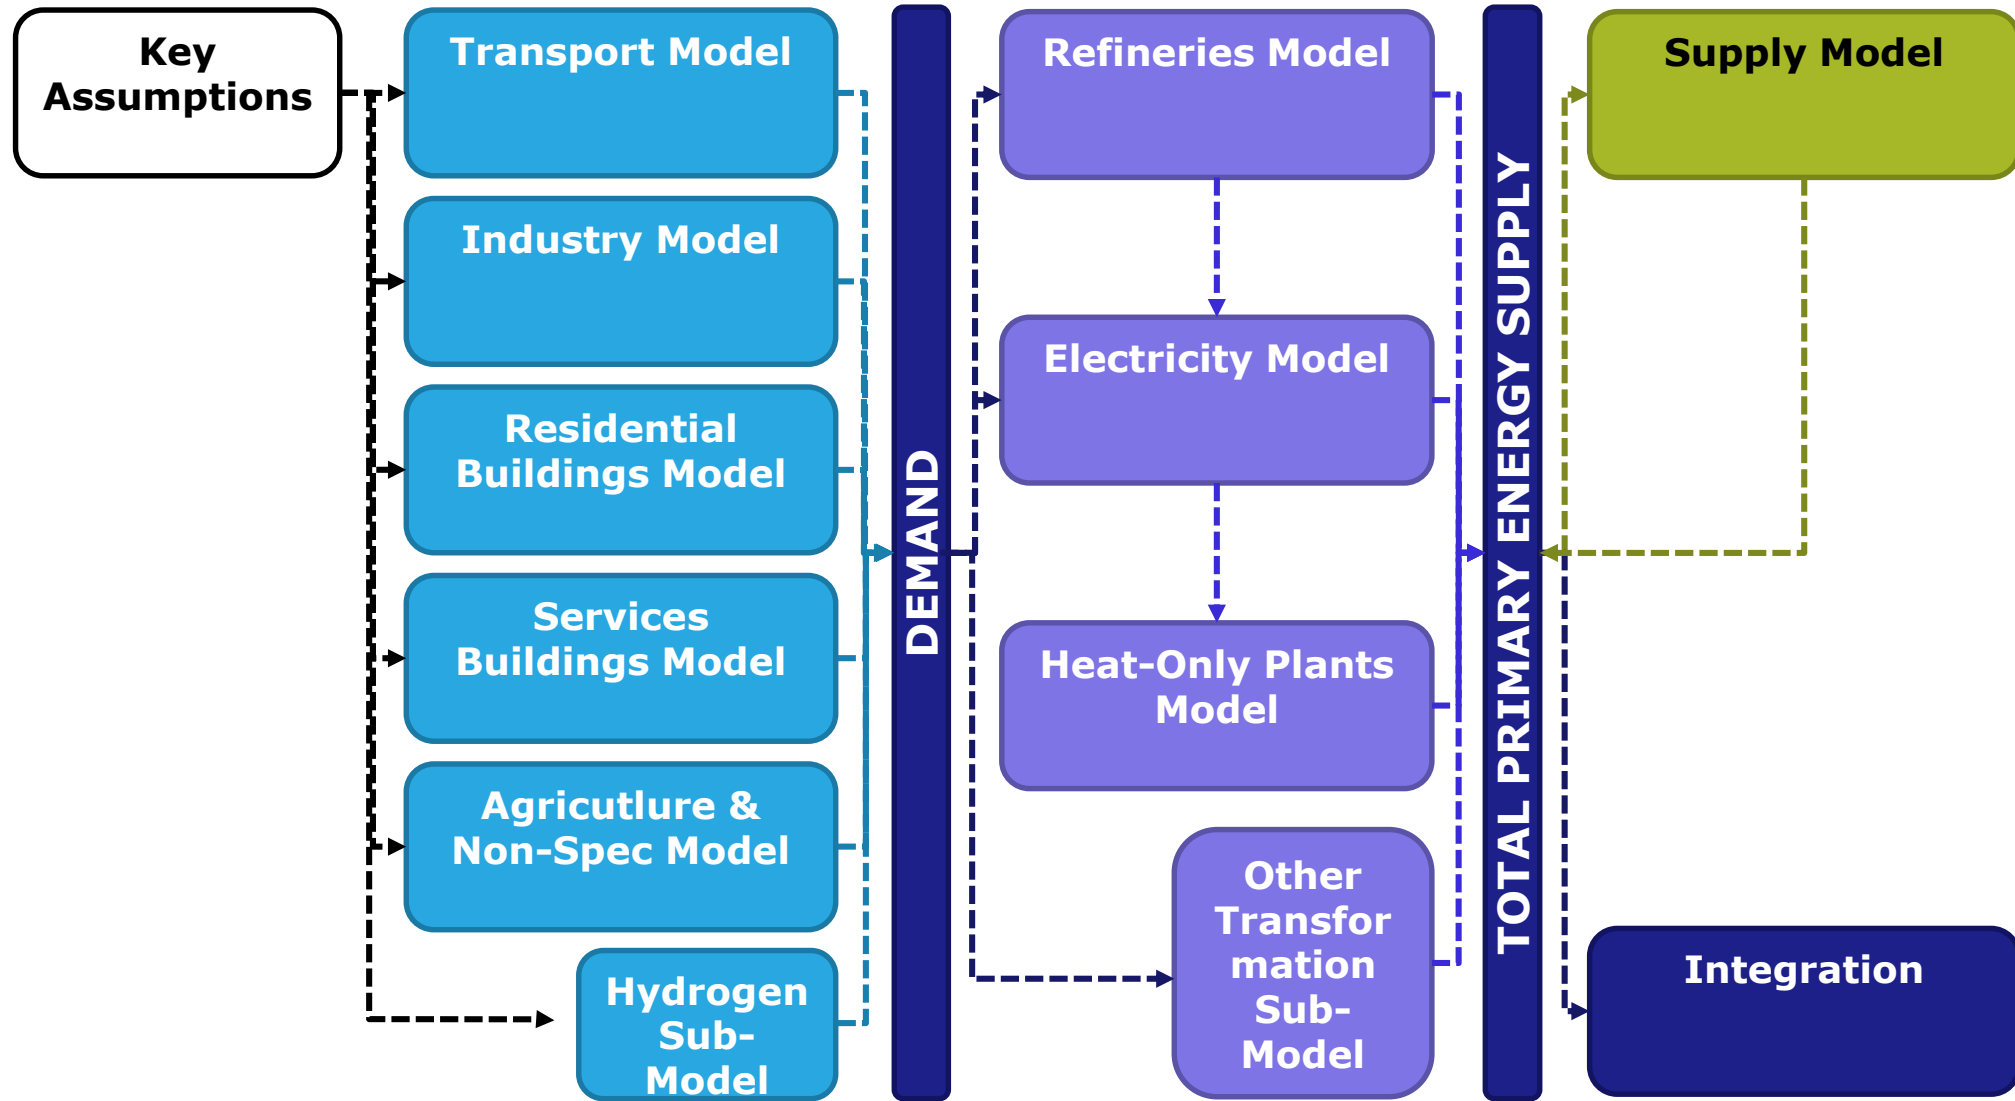 Key
Assumptions
Transport Model
Industry Model
Residential
Buildings Model
Services
Buildings Model
Agricutlure &
Non-Spec Model
Hydrogen
Sub-
Model
DEMAND
Refineries Model
Electricity Model
Heat-Only Plants
Model
Other
Transfor
mation
Sub-
Model
TOTAL PRIMARY ENERGY SUPPLY
Supply Model
Integration